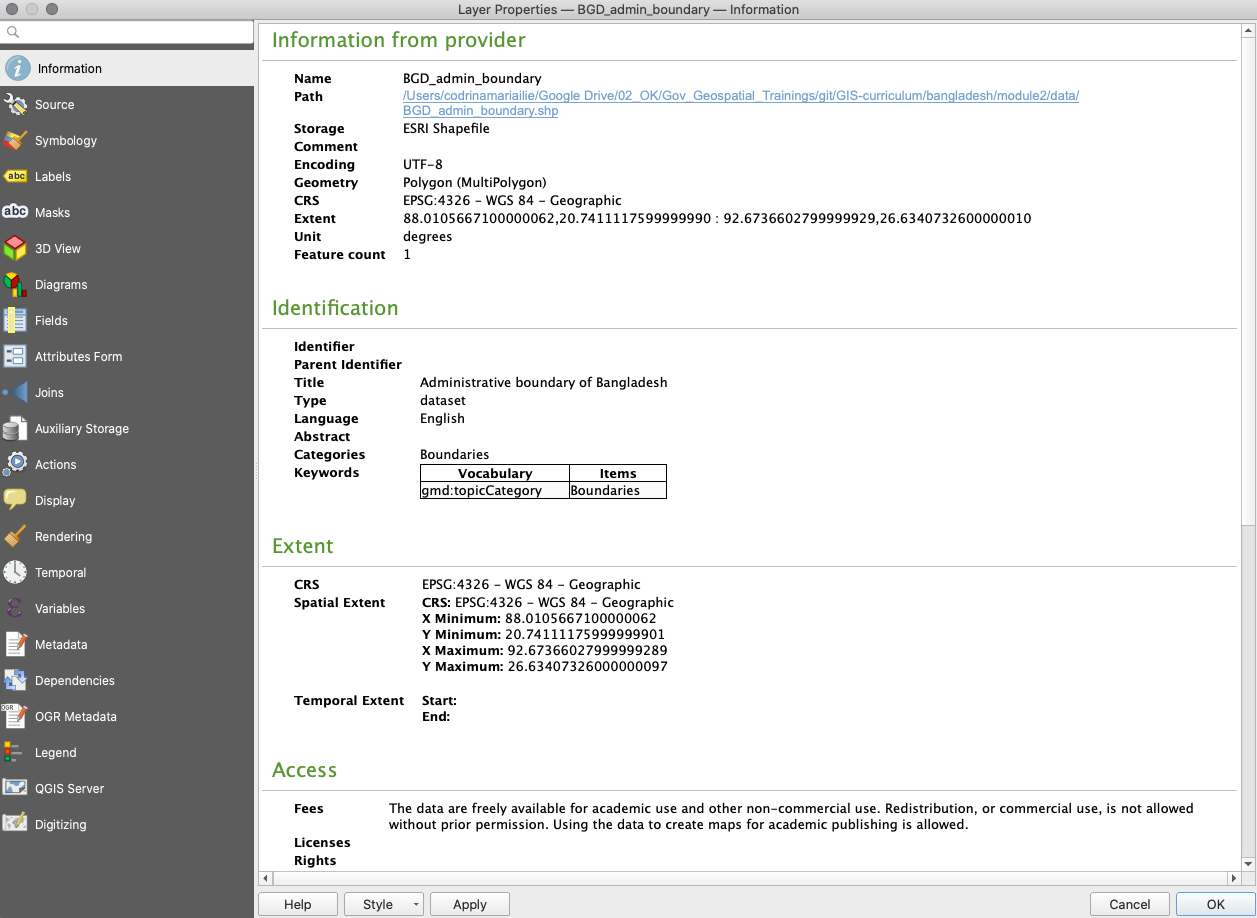 Layer Properties — BGD_admin_boundary — Information
Information
Source
Symbology
abc
Labels
abc
Masks
3D View
Diagrams
Fields
Attributes Form
Joins
Auxiliary Storage
Actions
Display
Rendering
Temporal
Variables
Metadata
Dependencies
OGR
OGR Metadata
Legend
QGIS Server
Digitizing
Information from provider
Name BGD_admin_boundary
Path /Users/codrinamariailie/Google Drive/02_OK/Gov_Geospatial_Trainings/git/GIS-curriculum/bangladesh/module2/data/
BGD_admin_boundary.shp
Storage ESRI Shapefile
Comment
Encoding UTF-8
Geometry Polygon (MultiPolygon)
CRS EPSG:4326 - WGS 84 - Geographic
Extent 88.0105667100000062,20.7411117599999990 : 92.6736602799999929,26.6340732600000010
Unit degrees
Feature count 1
Identification
Identifier
Parent Identifier
Title Administrative boundary of Bangladesh
Type dataset
Language English
Abstract
Categories Boundaries
Keywords Vocabulary Items
gmd:topicCategory Boundaries
Extent
CRS EPSG:4326 - WGS 84 - Geographic
Spatial Extent CRS: EPSG:4326 - WGS 84 - Geographic
X Minimum: 88.0105667100000062
Y Minimum: 20.74111175999999901
X Maximum: 92.67366027999999289
Y Maximum: 26.63407326000000097
Temporal Extent Start:
End:
Access
Fees The data are freely available for academic use and other non-commercial use. Redistribution, or commercial use, is not allowed
without prior permission. Using the data to create maps for academic publishing is allowed.
Licenses
Rights
Help Style Apply Cancel OK